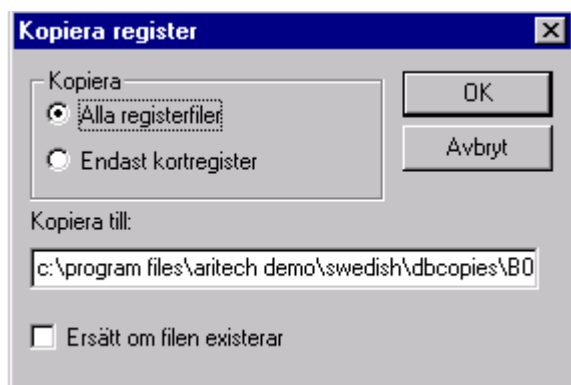 Kopiera register
Kopiera
Alla registerfiler
Endast kortregister
OK
Avbryt
Kopiera till:
c:\program files\aritech demo\swedish\dbcopies\B0
Ersätt om filen existerar